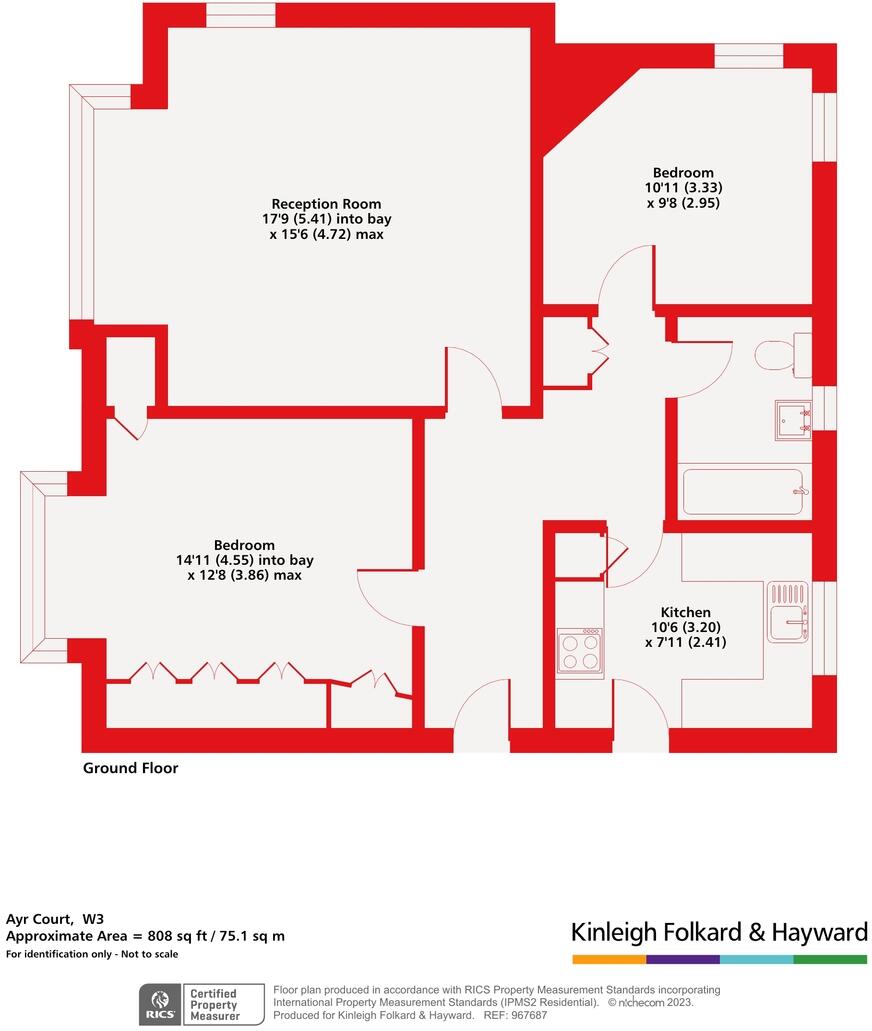 Reception Room
17'9 (5.41) into bay
x 15'6 (4.72) max
Bedroom
10'11 (3.33)
x 9'8 (2.95)
Bedroom
14'11 (4.55) into bay
x 12'8 (3.86) max
Kitchen
10'6 (3.20)
x 7'11 (2.41)
Ground Floor
Ayr Court, W3
Approximate Area = 808 sq ft / 75.1 sq m
For identification only - Not to scale
Kinleigh Folkard & Hayward
RICS
Certified
Property
Measurer
Floor plan produced in accordance with RICS Property Measurement Standards incorporating
International Property Measurement Standards (IPMS2 Residential). © nichecom 2023.
Produced for Kinleigh Folkard & Hayward. REF: 967687